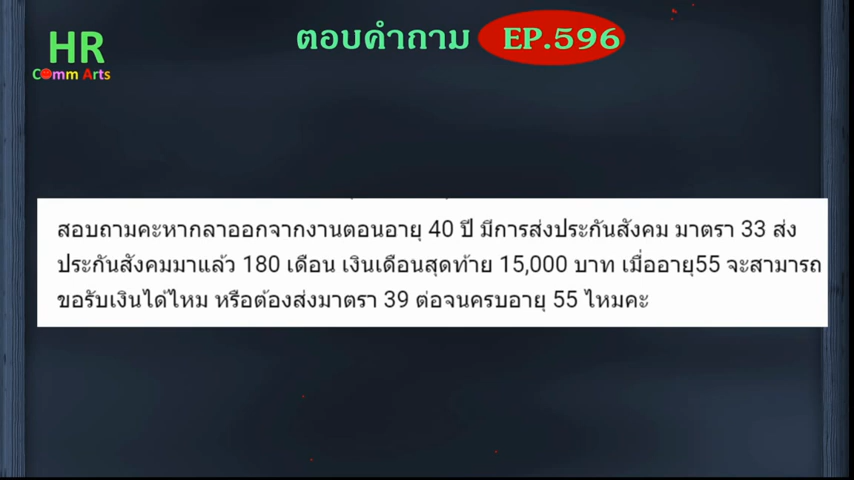 HR
Comm Arts
ตอบคำถาม EP.596
สอบถามคะหากลาออกจากงานตอนอายุ 40 ปี มีการส่งประกันสังคม มาตรา 33 ส่ง
ประกันสังคมมาแล้ว 180 เดือน เงินเดือนสุดท้าย 15,000 บาท เมื่ออายุ55 จะสามารถ
ขอรับเงินได้ไหม หรือต้องส่งมาตรา 39 ต่อจนครบอายุ 55 ไหมคะ